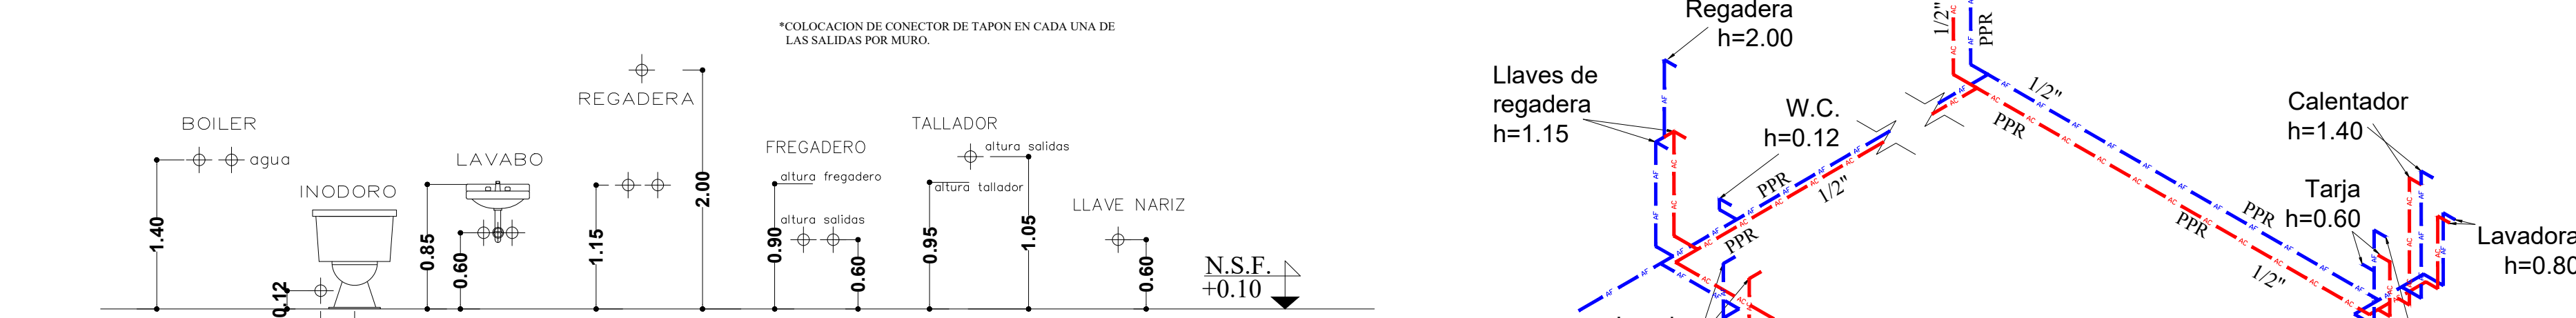 *COLOCACION DE CONECTOR DE TAPON EN CADA UNA DE
LAS SALIDAS POR MURO.
BOILER
agua
1.40
INODORO
0.12
LAVABO
0.85
0.60
REGADERA
2.00
1.15
FREGADERO
altura fregadero
altura salidas
0.90
0.60
TALLADOR
altura salidas
altura tallador
0.95
1.05
LLAVE NARIZ
0.60
N.S.F.
+0.10
Regadera
h=2.00
Llaves de
regadera
h=1.15
W.C.
h=0.12
PPR
1/2"
PPR
1/2"
PPR
1/2"
PPR
PPR
PPR
1/2"
Calentador
h=1.40
Tarja
h=0.60
Lavadora
h=0.80